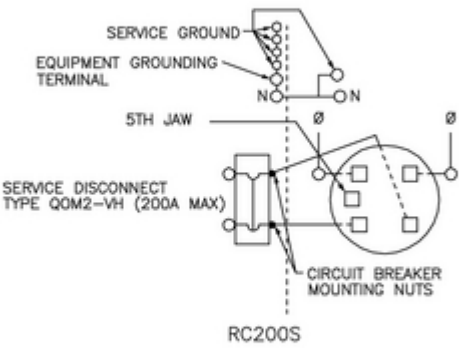 SERVICE GROUND
EQUIPMENT GROUNDING
TERMINAL
N
N
5TH JAW
Ø
Ø
SERVICE DISCONNECT
TYPE QOM2-VH (200A MAX)
CIRCUIT BREAKER
MOUNTING NUTS
RC200S